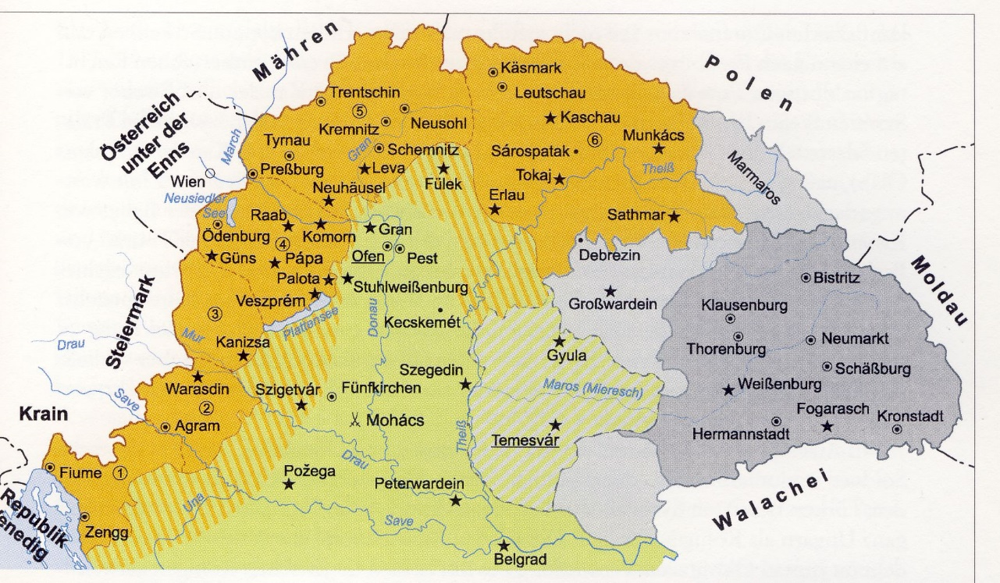 Mähren
Polen
Österreich
unter der
Enns
March
Wien
Neusiedler
See
Trentschin
⑤
Kremnitz
Neusohl
Tyrnau
Gran
Schemnitz
Preßburg
Leva
Fülek
Neuhäusel
Käsmark
Leutschau
Kaschau
⑥
Munkács
Sárospatak
Theiß
Tokaj
Erlau
Sathmar
Marmaros
Raab
Ödenburg
④
Komorn
Gran
Güns
Pápa
Ofen
Pest
Palota
Stuhlweißenburg
Veszprém
Plattensee
Donau
Kecskemét
Debrezin
Großwardein
Moldau
Bistritz
Klausenburg
Thorenburg
Neumarkt
Schäßburg
Weißenburg
Fogarasch
Kronstadt
Hermannstadt
Steiermark
③
Drau
Mur
Kanizsa
Save
Warasdin
②
Agram
Szigetvár
Fünfkirchen
Szegedin
Gyula
Maros (Mieresch)
Mohács
Theiß
Temesvár
Krain
Fiume
①
Zengg
Republik
enedig
Una
Drau
Požega
Peterwardein
Save
Belgrad
Walachei